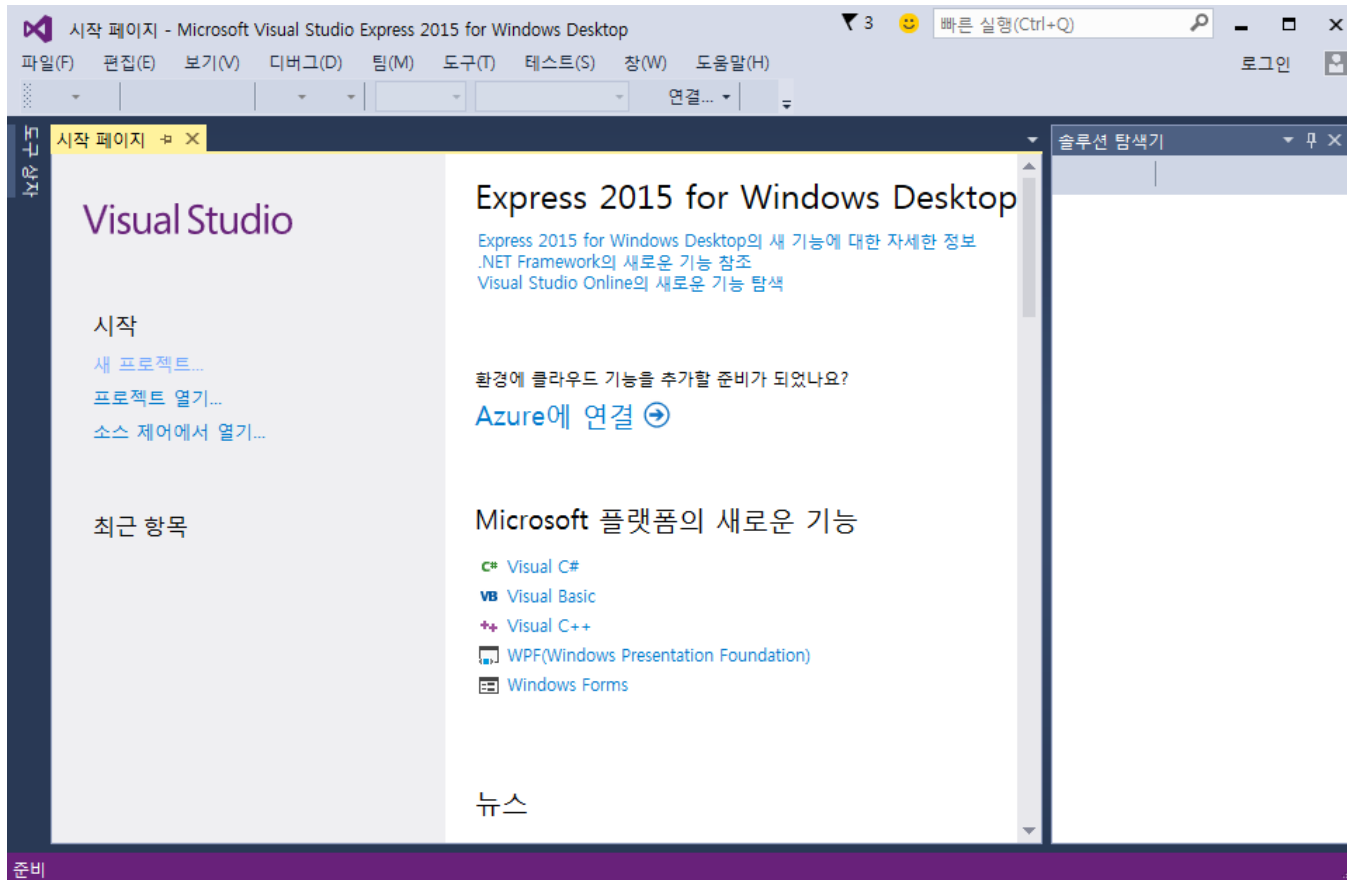 시작 페이지 - Microsoft Visual Studio Express 2015 for Windows Desktop
3
빠른 실행(Ctrl+Q)
파일(F) 편집(E) 보기(V) 디버그(D) 팀(M) 도구(T) 테스트(S) 창(W) 도움말(H)
로그인
연결...
도구 상자
시작 페이지
솔루션 탐색기
Visual Studio
시작
새 프로젝트...
프로젝트 열기...
소스 제어에서 열기...
최근 항목
Express 2015 for Windows Desktop
Express 2015 for Windows Desktop의 새 기능에 대한 자세한 정보
.NET Framework의 새로운 기능 참조
Visual Studio Online의 새로운 기능 탐색
환경에 클라우드 기능을 추가할 준비가 되었나요?
Azure에 연결
Microsoft 플랫폼의 새로운 기능
C# Visual C#
VB Visual Basic
++ Visual C++
WPF(Windows Presentation Foundation)
Windows Forms
뉴스
준비